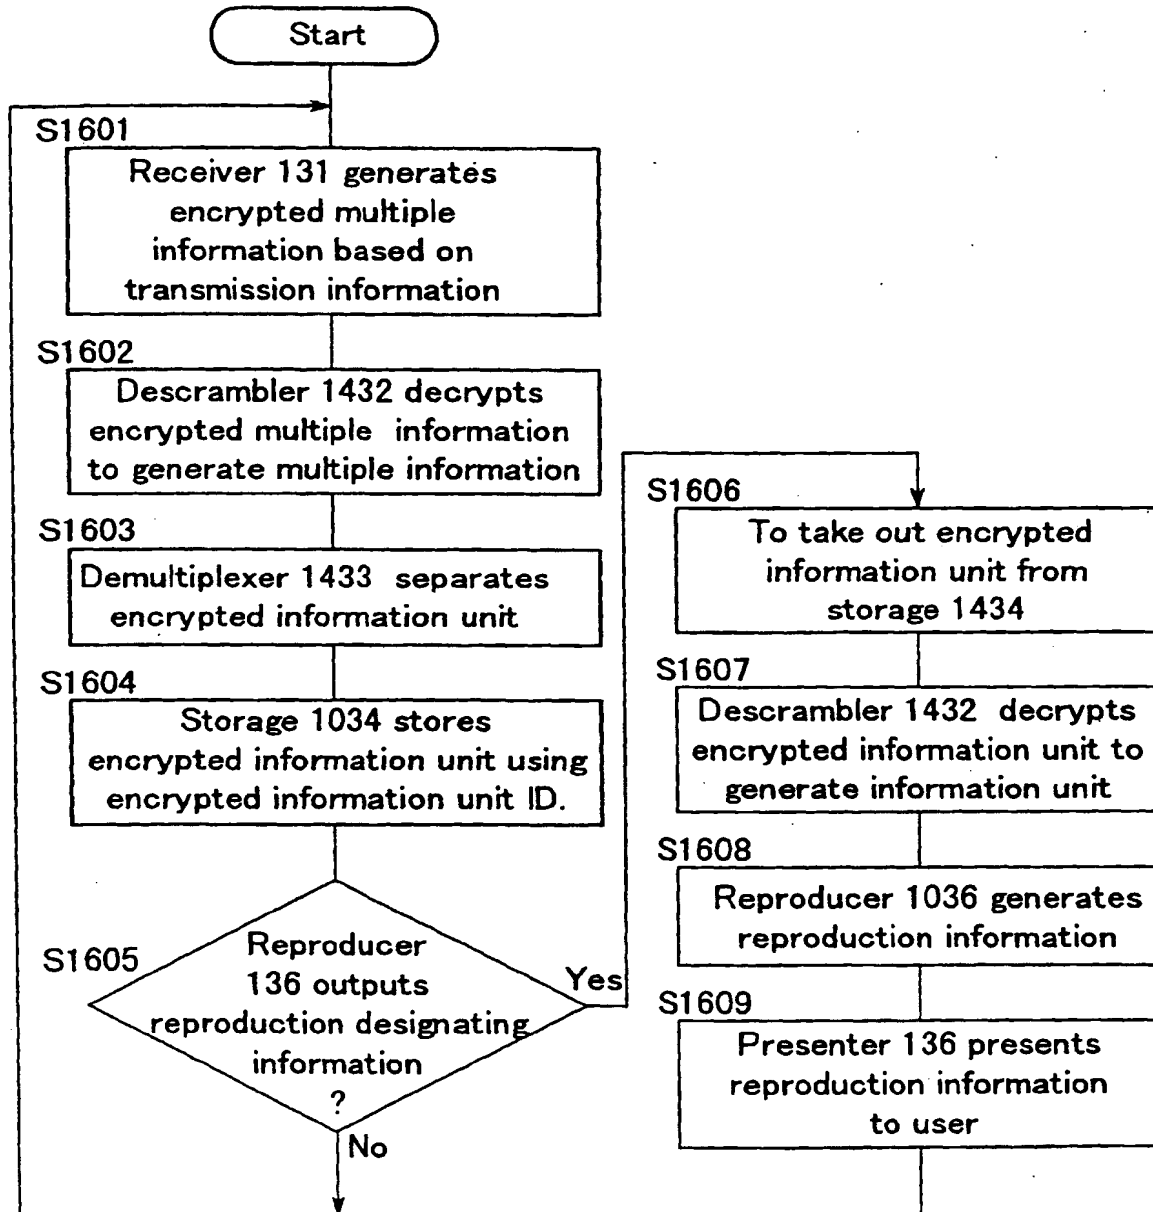 Start
S1601
Receiver 131 generates
encrypted multiple
information based on
transmission information
S1602
Descrambler 1432 decrypts
encrypted multiple information
to generate multiple information
S1603
Demultiplexer 1433 separates
encrypted information unit
S1604
Storage 1034 stores
encrypted information unit using
encrypted information unit ID.
S1605
Reproducer
136 outputs
reproduction designating
information
?
Yes
No
S1606
To take out encrypted
information unit from
storage 1434
S1607
Descrambler 1432 decrypts
encrypted information unit to
generate information unit
S1608
Reproducer 1036 generates
reproduction information
S1609
Presenter 136 presents
reproduction information
to user